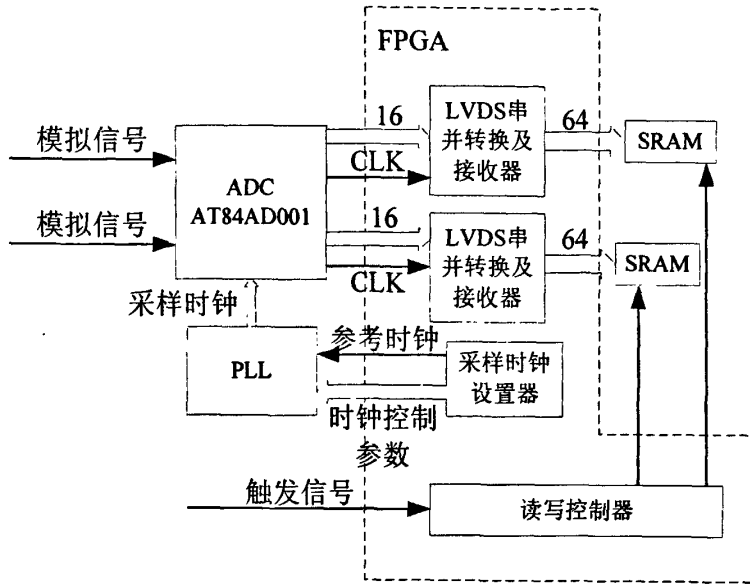 FPGA
16
LVDS串
并转换及
接收器
64
SRAM
模拟信号
CLK
ADC
AT84AD001
模拟信号
16
LVDS串
并转换及
接收器
64
SRAM
CLK
采样时钟
参考时钟
PLL
采样时钟
设置器
时钟控制
参数
触发信号
读写控制器